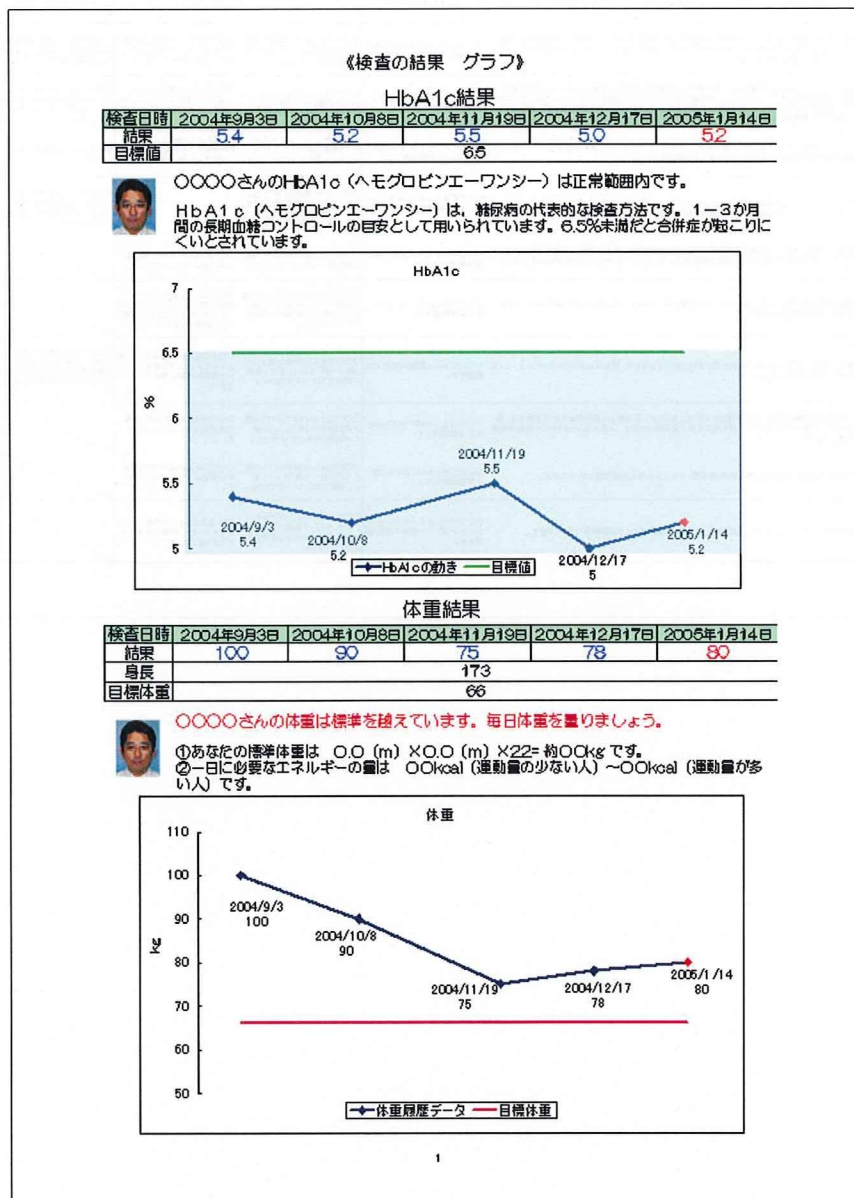 《検査の結果　グラフ》
HbA1c結果
検査日時 2004年9月3日 2004年10月8日 2004年11月19日 2004年12月17日 2005年1月14日
結果 5.4 5.2 5.5 5.0 5.2
目標値 6.5
〇〇〇〇さんのHbA1c（ヘモグロビンエーワンシー）は正常範囲内です。
HbA1c（ヘモグロビンエーワンシー）は，糖尿病の代表的な検査方法です。1－3か月
間の長期血糖コントロールの目安として用いられています。6.5%未満だと合併症が起こりに
くいとされています。
HbA1c
7
6.5
6
5.5
5
%
2004/9/3
5.4
2004/10/8
5.2
2004/11/19
5.5
2004/12/17
5
2005/1/14
5.2
HbA1cの動き 目標値
体重結果
検査日時 2004年9月3日 2004年10月8日 2004年11月19日 2004年12月17日 2005年1月14日
結果 100 90 75 78 80
身長 173
目標体重 66
〇〇〇〇さんの体重は標準を越えています。毎日体重を量りましょう。
①あなたの標準体重は　〇.〇（m）×〇.〇（m）×22＝約〇〇kgです。
②一日に必要なエネルギーの量は　〇〇kcal（運動量の少ない人）～〇〇kcal（運動量が多
い人）です。
体重
110
100
90
80
70
60
50
kg
2004/9/3
100
2004/10/8
90
2004/11/19
75
2004/12/17
78
2005/1/14
80
体重履歴データ 目標体重
1